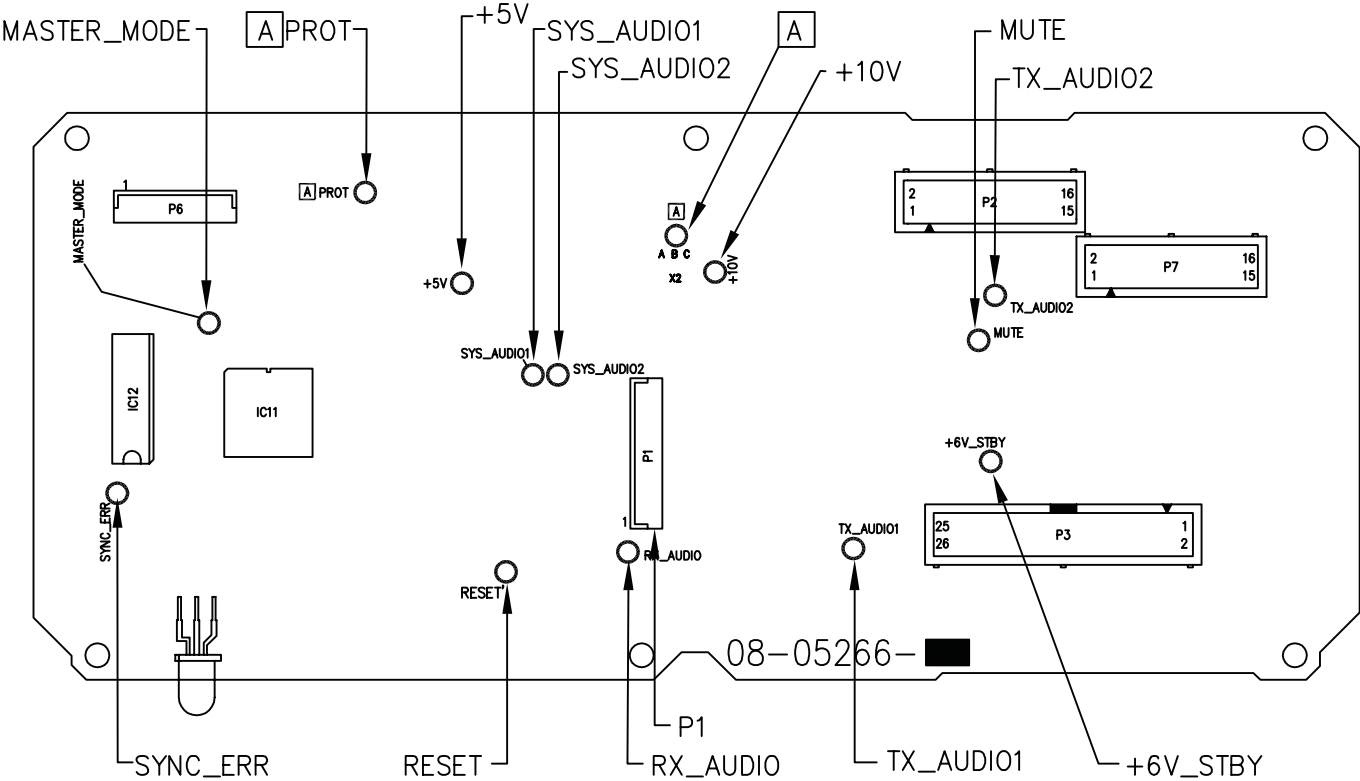 MASTER_MODE
A PROT
+5V
SYS_AUDIO1
SYS_AUDIO2
A
+10V
MUTE
TX_AUDIO2
MASTER_MODE
1
P6
A PROT
+5V
A
A B C
X2
+10V
2 16
P2
1 15
2 16
P7
1 15
TX_AUDIO2
MUTE
SYS_AUDIO1
SYS_AUDIO2
IC12
IC11
P1
1
+6V_STBY
SYNC_ERR
TX_AUDIO1
25 1
P3
26 2
RX_AUDIO
RESET'
08-05266-
P1
SYNC_ERR
RESET
RX_AUDIO
TX_AUDIO1
+6V_STBY